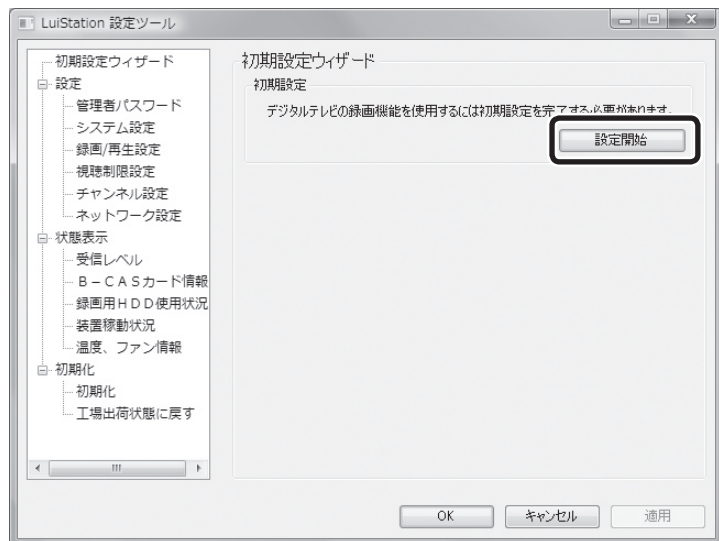 LuiStation 設定ツール
初期設定ウィザード
設定
管理者パスワード
システム設定
録画/再生設定
視聴制限設定
チャンネル設定
ネットワーク設定
状態表示
受信レベル
B－CASカード情報
録画用HDD使用状況
装置稼動状況
温度、ファン情報
初期化
初期化
工場出荷状態に戻す
初期設定ウィザード
初期設定
デジタルテレビの録画機能を使用するには初期設定を完了する必要があります。
設定開始
OK
キャンセル
適用